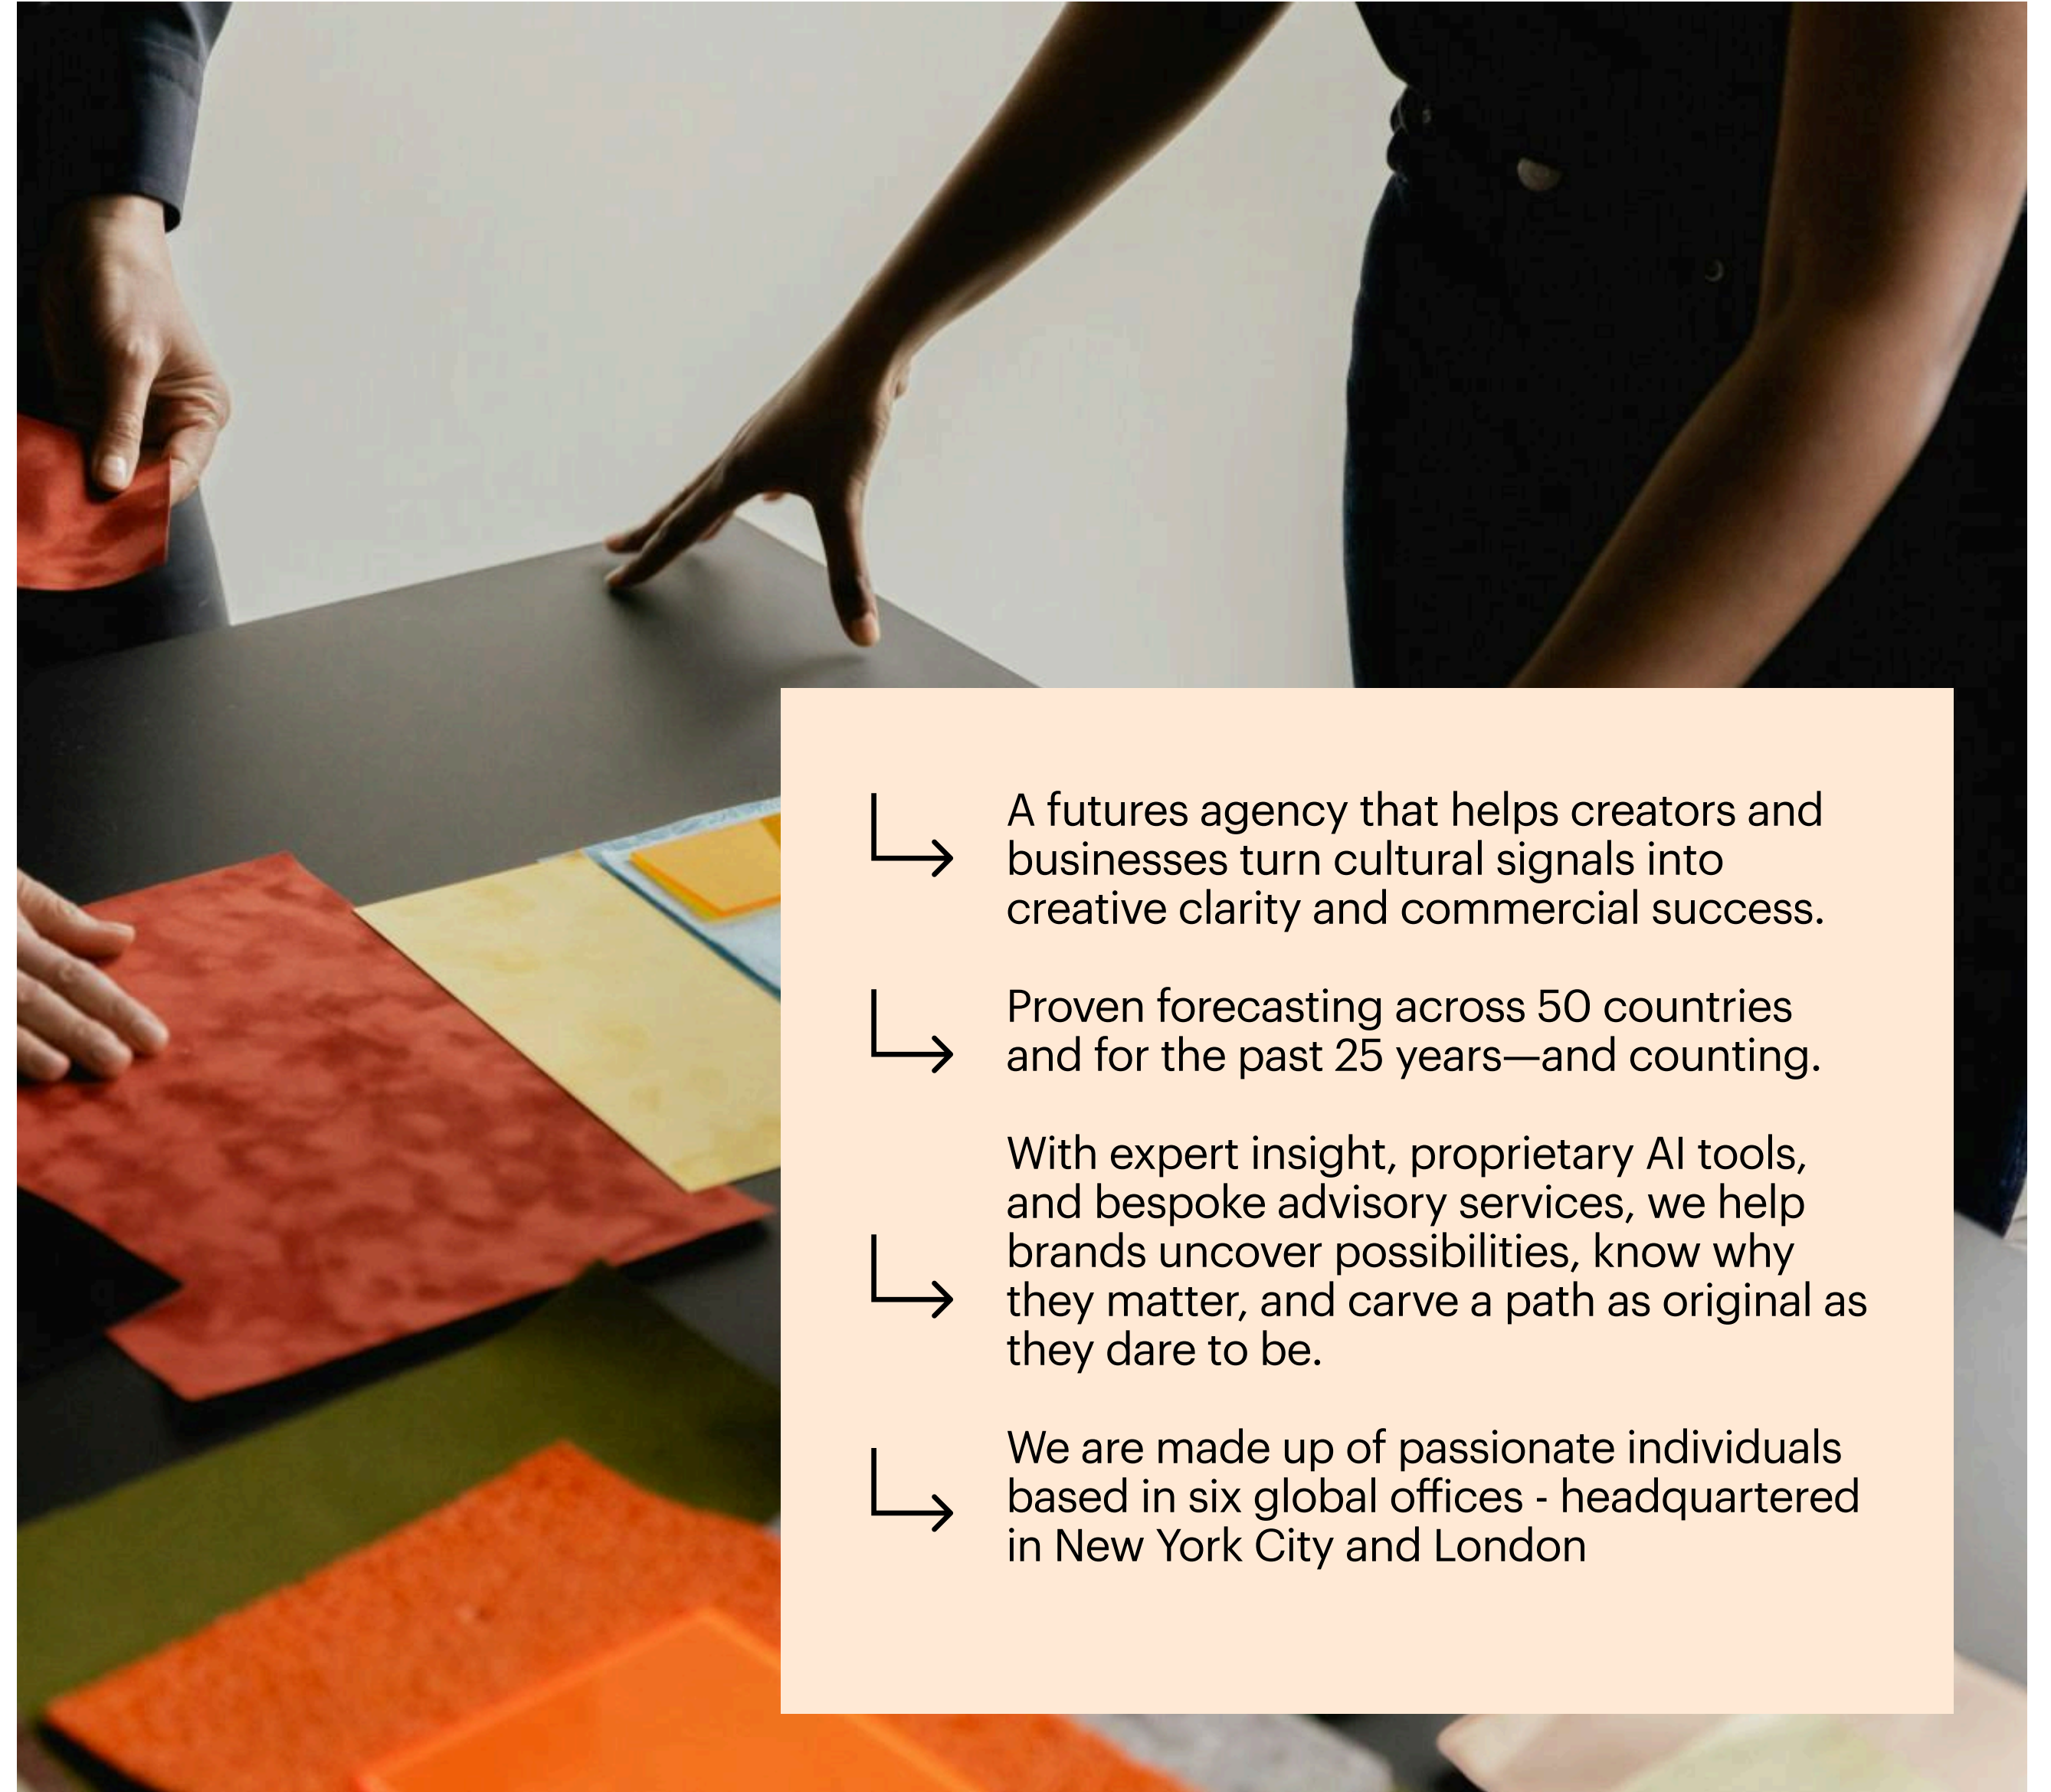 A futures agency that helps creators and
businesses turn cultural signals into
creative clarity and commercial success.
Proven forecasting across 50 countries
and for the past 25 years—and counting.
With expert insight, proprietary AI tools,
and bespoke advisory services, we help
brands uncover possibilities, know why
they matter, and carve a path as original as
they dare to be.
We are made up of passionate individuals
based in six global offices - headquartered
in New York City and London